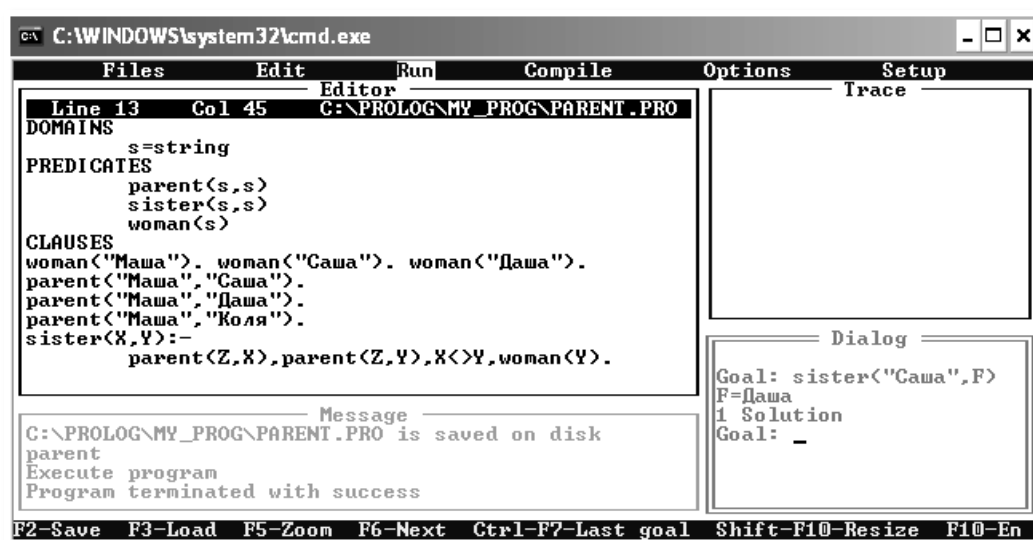 C:\WINDOWS\system32\cmd.exe
Files Edit Run Compile Options Setup
Editor
Line 13 Col 45 C:\PROLOG\MY_PROG\PARENT.PRO
DOMAINS
s=string
PREDICATES
parent(s,s)
sister(s,s)
woman(s)
CLAUSES
woman("Маша"). woman("Саша"). woman("Даша").
parent("Маша","Саша").
parent("Маша","Даша").
parent("Маша","Коля").
sister(X,Y):-
parent(Z,X),parent(Z,Y),X<>Y,woman(Y).
Message
C:\PROLOG\MY_PROG\PARENT.PRO is saved on disk
parent
Execute program
Program terminated with success
Trace
Dialog
Goal: sister("Саша",F)
F=Даша
1 Solution
Goal: _
F2-Save F3-Load F5-Zoom F6-Next Ctrl-F7-Last goal Shift-F10-Resize F10-En